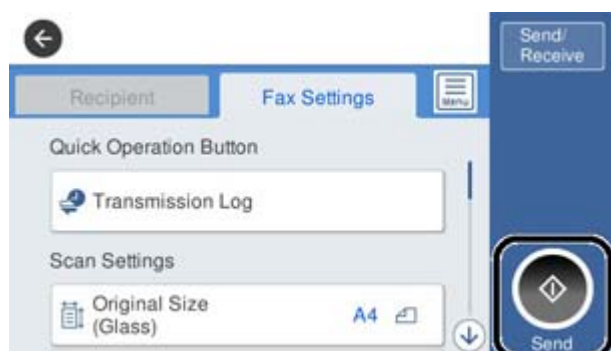 Send/
Receive
Recipient
Fax Settings
Menu
Quick Operation Button
Transmission Log
Scan Settings
Original Size
(Glass)
A4
Send